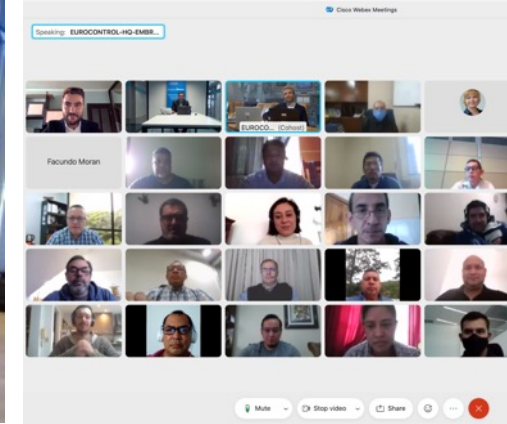 Cisco Webex Meetings
Speaking: EUROCONTROL-HQ-EMBR...
EUROCO... (Cohost)
Facundo Moran
Mute
Stop video
Share